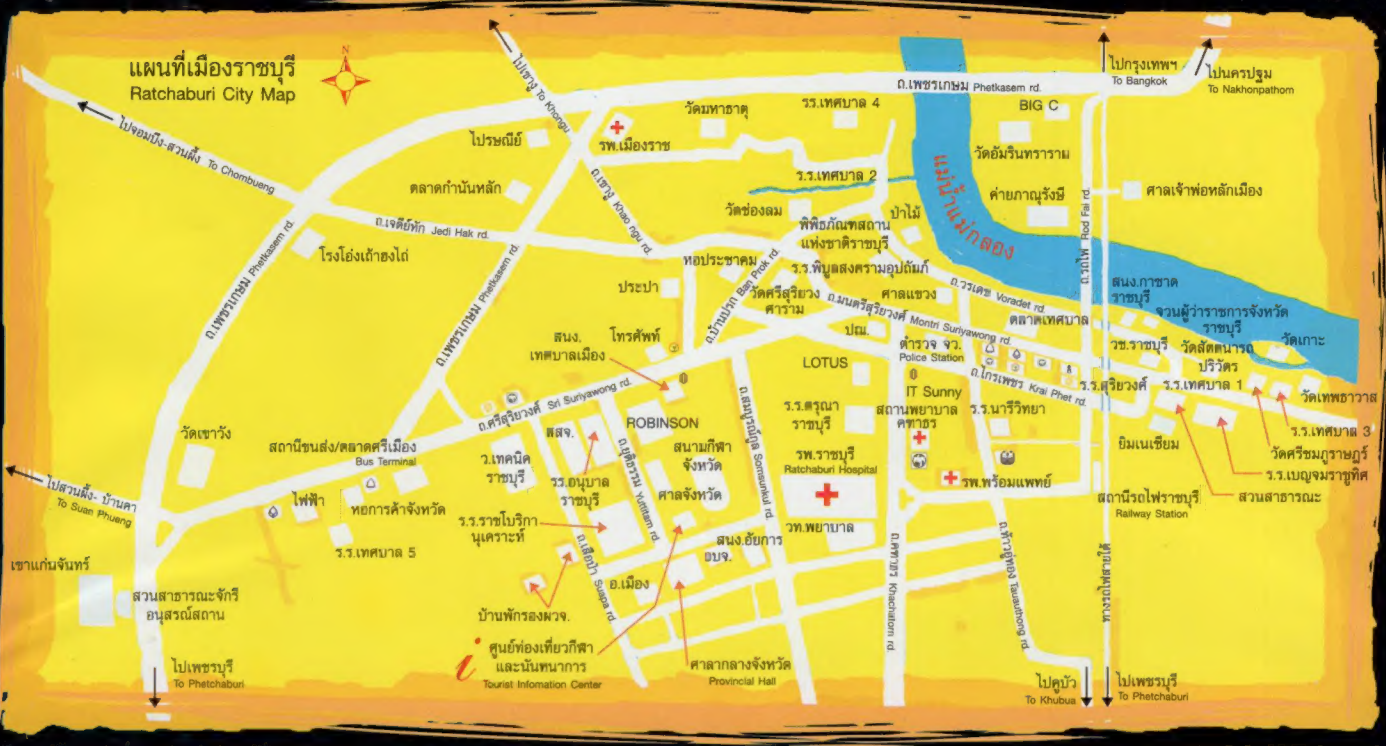 แผนที่เมืองราชบุรี
Ratchaburi City Map
N
ไปเขางู To Khongu
ไปจอมบึง-สวนผึ้ง To Chombueng
ถ.เพชรเกษม Phetkasem rd.
ไปกรุงเทพฯ
To Bangkok
ไปนครปฐม
To Nakhonpathom
BIG C
วัดอัมรินทราราม
ค่ายภาณุรังษี
ศาลเจ้าพ่อหลักเมือง
ถ.รถไฟ Rod Fai rd.
แม่น้ำแม่กลอง
ร.ร.เทศบาล 4
วัดมหาธาตุ
รพ.เมืองราช
ไปรษณีย์
ตลาดกำนันหลัก
ถ.เขางู Khao ngu rd.
ร.ร.เทศบาล 2
วัดช่องลม
ป่าไม้
พิพิธภัณฑสถาน
แห่งชาติราชบุรี
ถ.เจดีย์หัก Jedi Hak rd.
โรงโอ่งเถ้าฮงไถ่
ถ.เพชรเกษม Phetkasem rd.
ถ.เพชรเกษม Phetkasem rd.
หอประชาคม
ร.ร.พิบูลสงครามอุปถัมภ์
ประปา
ถ.บ้านปรก Ban Prok rd.
วัดศรีสุริยวง
ศาราม
ศาลแขวง
ถ.วรเดช Voradet rd.
ถ.มนตรีสุริยวงศ์ Montri Suriyawong rd.
ตลาดเทศบาล
สนง.กาชาด
ราชบุรี
จวนผู้ว่าราชการจังหวัด
ราชบุรี
วัดเกาะ
วช.ราชบุรี
วัดสัตตนารถ
ปริวัตร
ร.ร.เทศบาล 1
วัดเทพธาวาส
สนง.
เทศบาลเมือง
โทรศัพท์
ปณ.
ตำรวจ จว.
Police Station
LOTUS
IT Sunny
ถ.ไกรเพชร Krai Phet rd.
ร.ร.สุริยวงศ์
ถ.ศรีสุริยวงศ์ Sri Suriyawong rd.
ROBINSON
สสจ.
ร.ร.ดรุณา
ราชบุรี
สถานพยาบาล
คทาธร
ร.ร.นารีวิทยา
ยิมเนเซียม
ร.ร.เทศบาล 3
วัดศรีชมภูราษฎร์
ร.ร.เบญจมราชูทิศ
สวนสาธารณะ
วัดเขาวัง
สถานีขนส่ง/ตลาดศรีเมือง
Bus Terminal
ว.เทคนิค
ราชบุรี
รร.อนุบาล
ราชบุรี
สนามกีฬา
จังหวัด
ถ.ยุติธรรม Yuttitam rd.
ถ.สมบูรณ์กุล Somsunkul rd.
รพ.ราชบุรี
Ratchaburi Hospital
รพ.พร้อมแพทย์
สถานีรถไฟราชบุรี
Railway Station
ไปสวนผึ้ง- บ้านคา
To Suan Phueng
ไฟฟ้า
หอการค้าจังหวัด
ศาลจังหวัด
ร.ร.ราชโบริกา
นุเคราะห์
ร.ร.เทศบาล 5
วท.พยาบาล
สนง.อัยการ
อบจ.
เขาแก่นจันทร์
สวนสาธารณะจักรี
อนุสรณ์สถาน
ถ.เสือป่า Suapa rd.
อ.เมือง
บ้านพักรองผวจ.
ถ.คทาธร Khachatorn rd.
ถ.ท้าวอู่ทอง Tauauthong rd.
ทางรถไฟสายใต้
i
ศูนย์ท่องเที่ยวกีฬา
และนันทนาการ
Tourist Infomation Center
ศาลากลางจังหวัด
Provincial Hall
ไปเพชรบุรี
To Phetchaburi
ไปคูบัว
To Khubua
ไปเพชรบุรี
To Phetchaburi